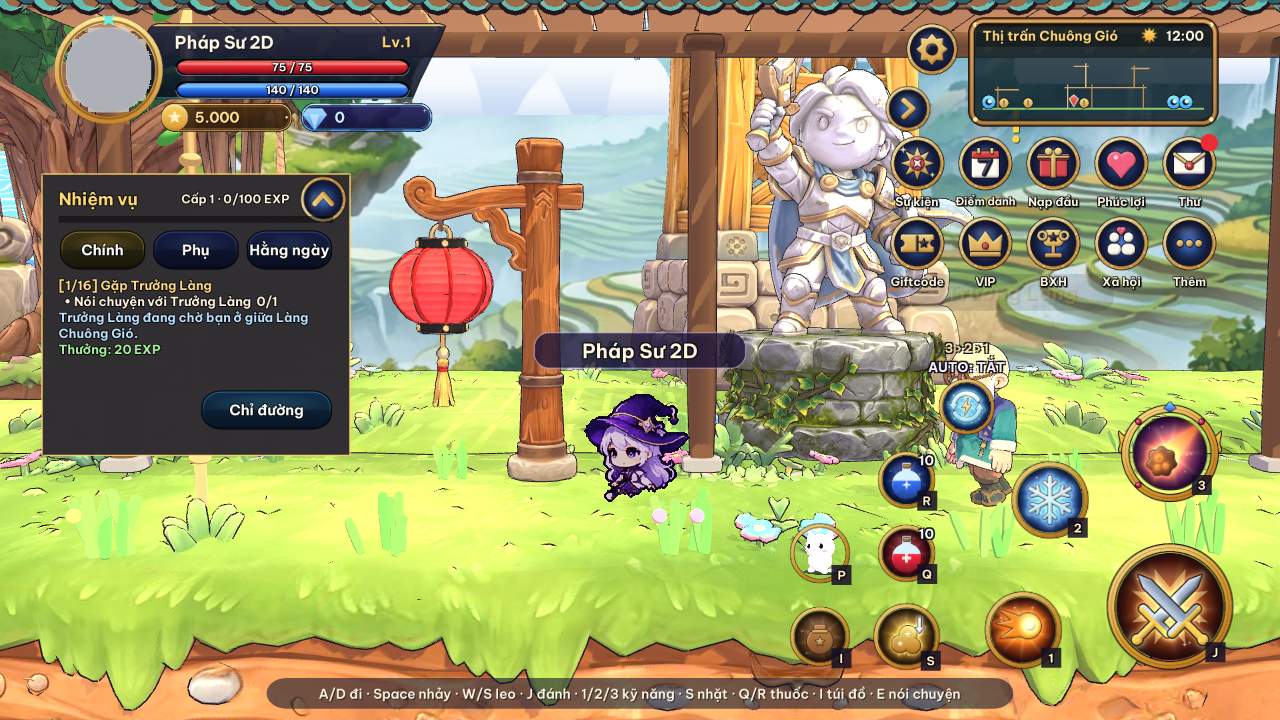 Pháp Sư 2D
Lv.1
75 / 75
140 / 140
5.000
0
Thị trấn Chuông Gió
12:00
Nhiệm vụ
Cấp 1 · 0/100 EXP
Chính
Phụ
Hằng ngày
[1/16] Gặp Trưởng Làng
• Nói chuyện với Trưởng Làng 0/1
Trưởng Làng đang chờ bạn ở giữa Làng
Chuông Gió.
Thưởng: 20 EXP
Chỉ đường
7
Sự kiện
Điểm danh
Nạp đầu
Phúc lợi
Thư
Giftcode
VIP
BXH
Xã hội
Thêm
Pháp Sư 2D
3>2>1
AUTO: TẮT
10
R
10
Q
P
I
S
1
2
3
J
A/D đi · Space nhảy · W/S leo · J đánh · 1/2/3 kỹ năng · S nhặt · Q/R thuốc · I túi đồ · E nói chuyện